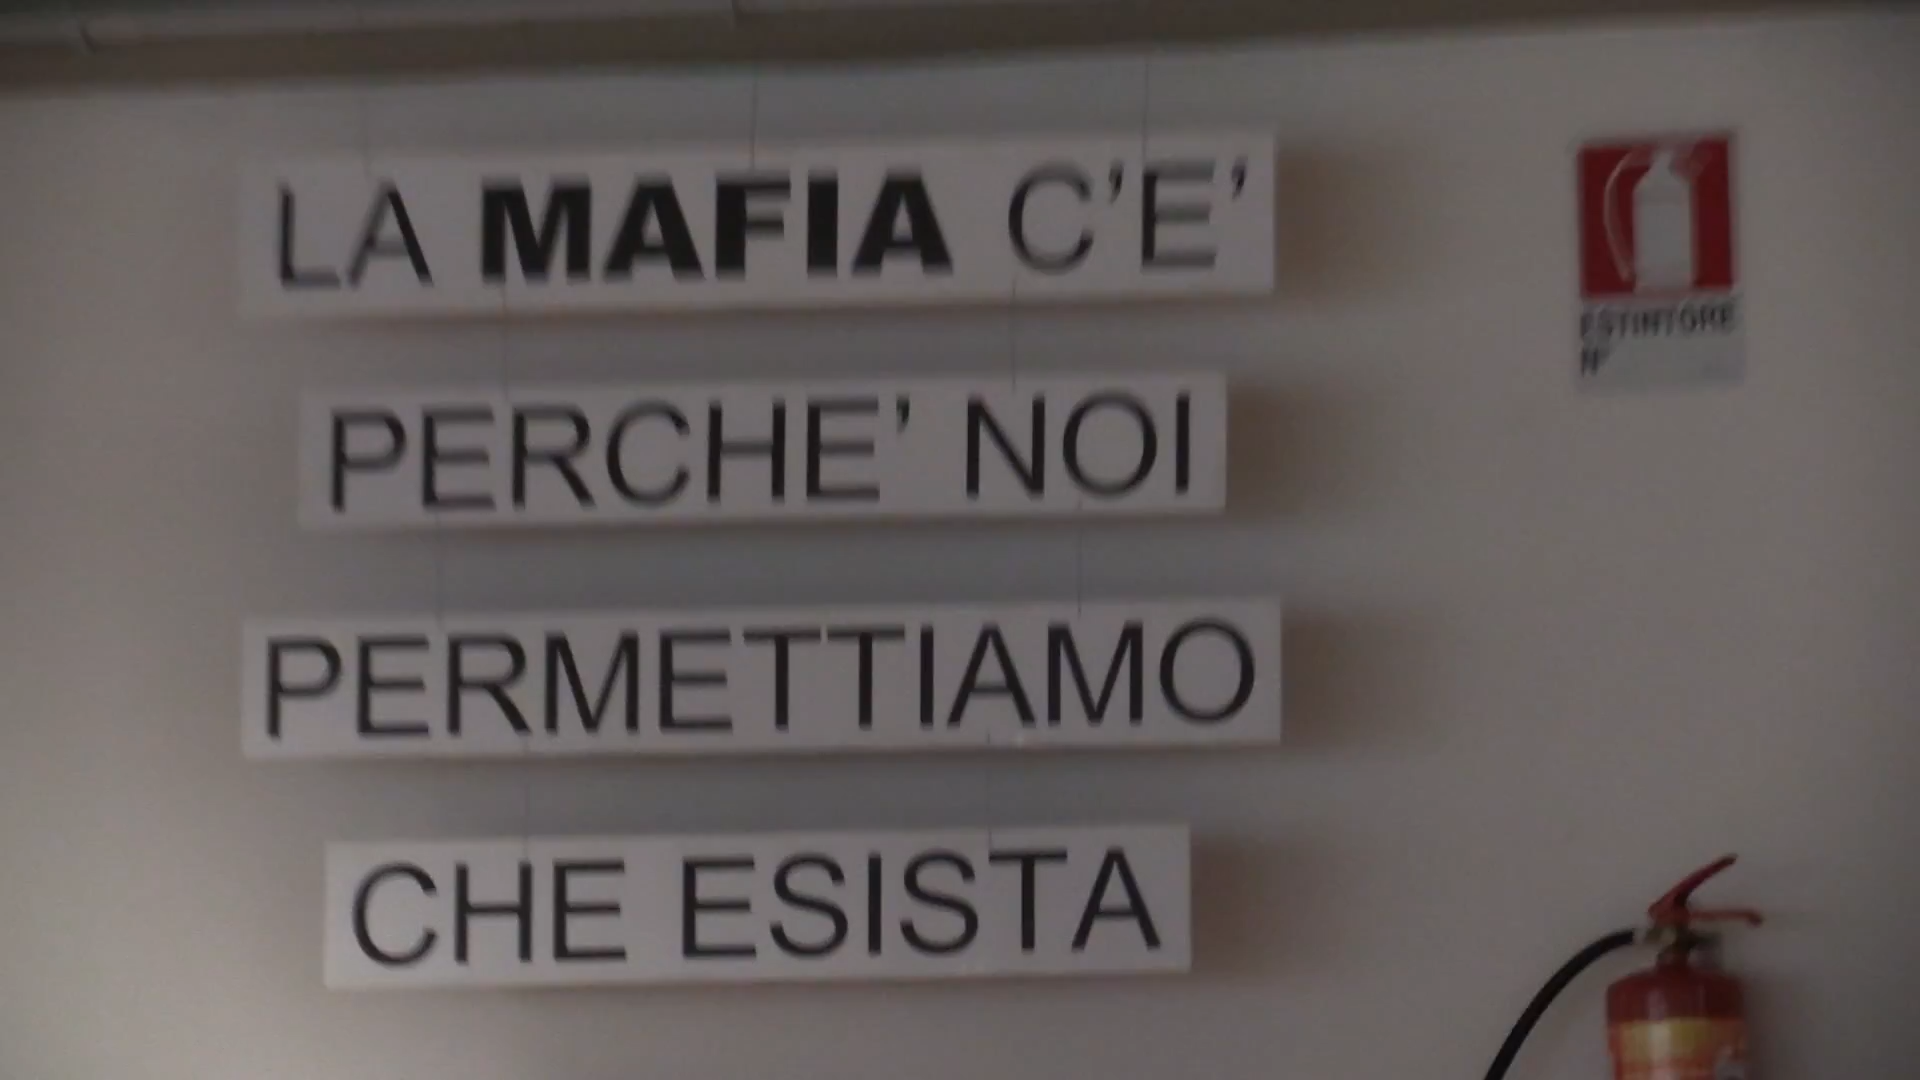 LA MAFIA C'E'
PERCHE' NOI
PERMETTIAMO
CHE ESISTA
ESTINTORE
N°